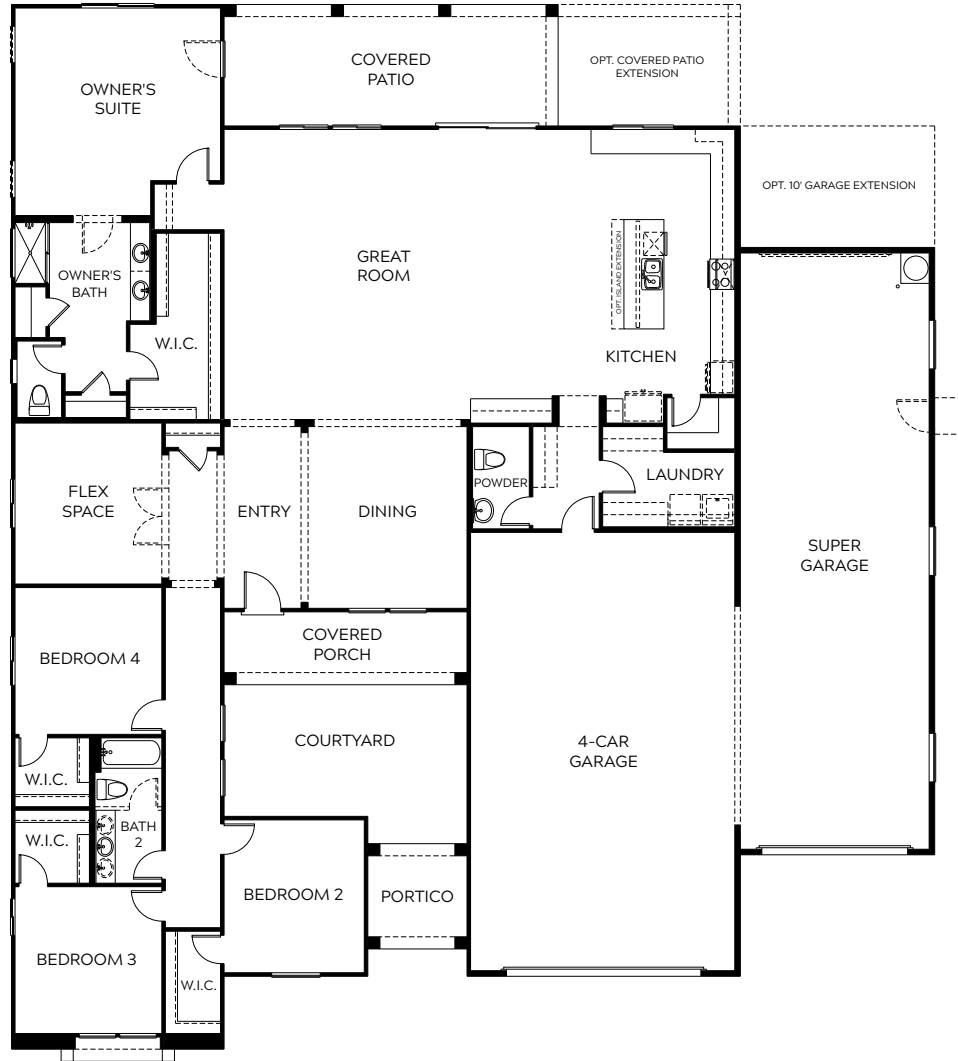 COVERED
PATIO
OPT. COVERED PATIO
EXTENSION
OWNER'S
SUITE
OPT. 10' GARAGE EXTENSION
GREAT
ROOM
OPT. ISLAND EXTENSION
OWNER'S
BATH
W.I.C.
KITCHEN
FLEX
SPACE
ENTRY
DINING
POWDER
LAUNDRY
SUPER
GARAGE
COVERED
PORCH
BEDROOM 4
COURTYARD
4-CAR
GARAGE
W.I.C.
W.I.C.
BATH
2
BEDROOM 2
PORTICO
BEDROOM 3
W.I.C.